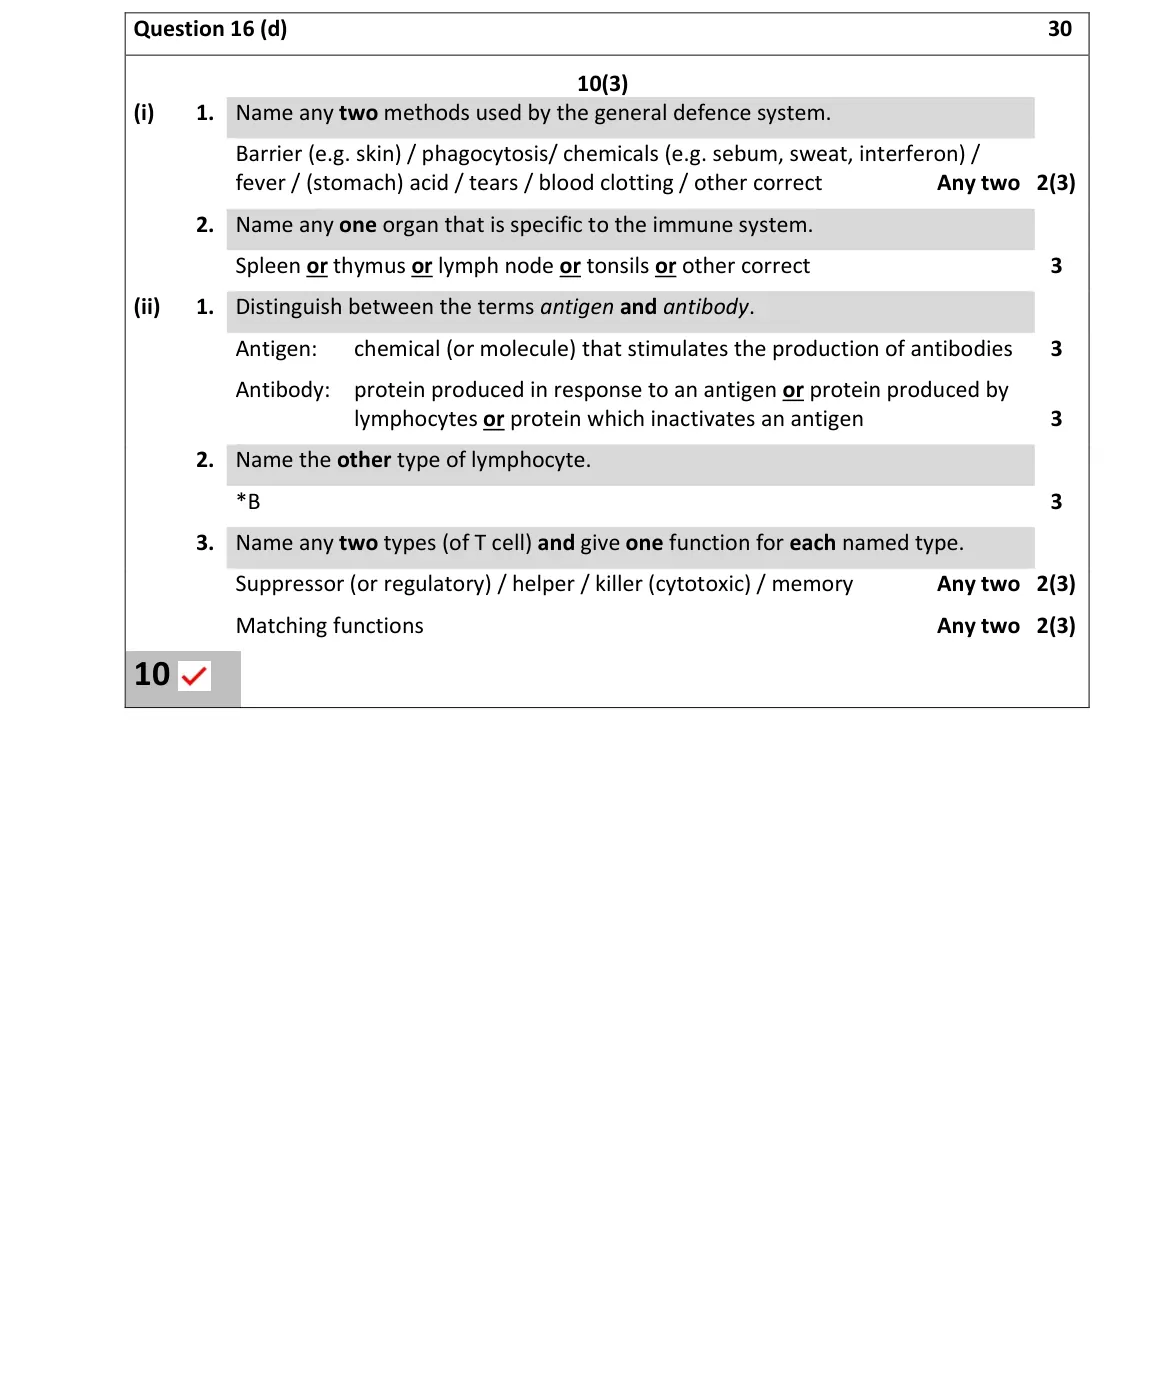 Question 16 (d) 30
10(3)
(i) 1. Name any two methods used by the general defence system.
Barrier (e.g. skin) / phagocytosis/ chemicals (e.g. sebum, sweat, interferon) /
fever / (stomach) acid / tears / blood clotting / other correct Any two 2(3)
2. Name any one organ that is specific to the immune system.
Spleen or thymus or lymph node or tonsils or other correct 3
(ii) 1. Distinguish between the terms antigen and antibody.
Antigen: chemical (or molecule) that stimulates the production of antibodies 3
Antibody: protein produced in response to an antigen or protein produced by
lymphocytes or protein which inactivates an antigen 3
2. Name the other type of lymphocyte.
*B 3
3. Name any two types (of T cell) and give one function for each named type.
Suppressor (or regulatory) / helper / killer (cytotoxic) / memory Any two 2(3)
Matching functions Any two 2(3)
10